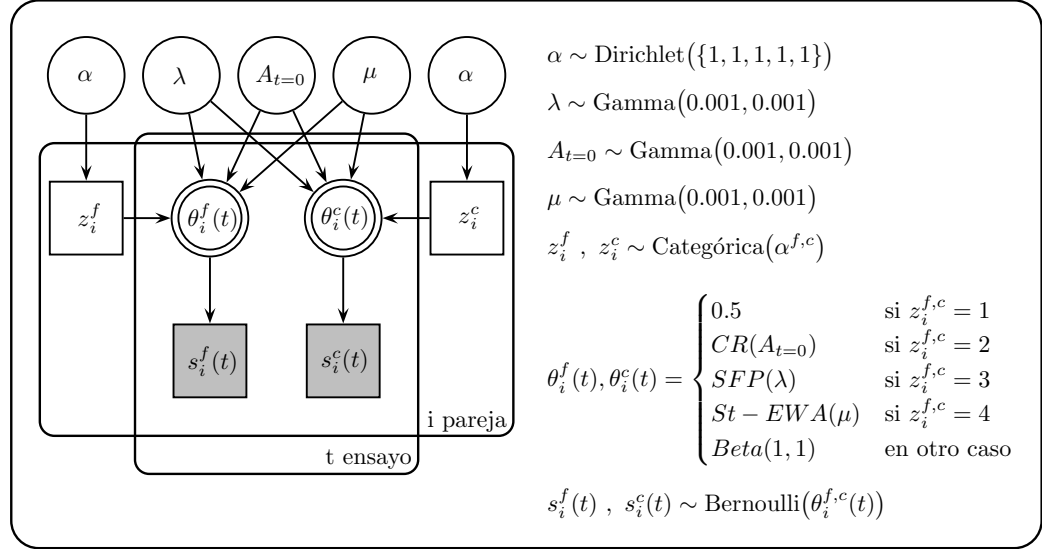 α λ A_{t=0} μ α
z_i^f θ_i^f(t) θ_i^c(t) z_i^c
s_i^f(t) s_i^c(t)
i pareja
t ensayo
α ∼ Dirichlet({1, 1, 1, 1, 1})
λ ∼ Gamma(0.001, 0.001)
A_{t=0} ∼ Gamma(0.001, 0.001)
μ ∼ Gamma(0.001, 0.001)
z_i^f , z_i^c ∼ Categórica(α^{f,c})
θ_i^f(t), θ_i^c(t) = {
0.5 si z_i^{f,c} = 1
CR(A_{t=0}) si z_i^{f,c} = 2
SFP(λ) si z_i^{f,c} = 3
St − EWA(μ) si z_i^{f,c} = 4
Beta(1, 1) en otro caso
s_i^f(t) , s_i^c(t) ∼ Bernoulli(θ_i^{f,c}(t))